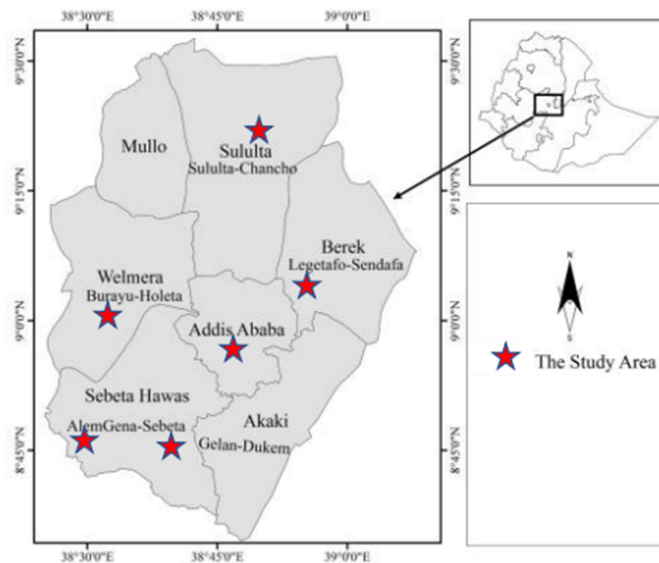 38°30'0"E 38°45'0"E 39°0'0"E
9°30'0"N
9°30'0"N
Mullo
Sululta
Sululta-Chancho
9°15'0"N
9°15'0"N
Berek
Legetafo-Sendafa
Welmera
Burayu-Holeta
N
S
9°0'0"N
9°0'0"N
Addis Ababa
The Study Area
Sebeta Hawas
Akaki
AlemGena-Sebeta
Gelan-Dukem
8°45'0"N
8°45'0"N
38°30'0"E 38°45'0"E 39°0'0"E